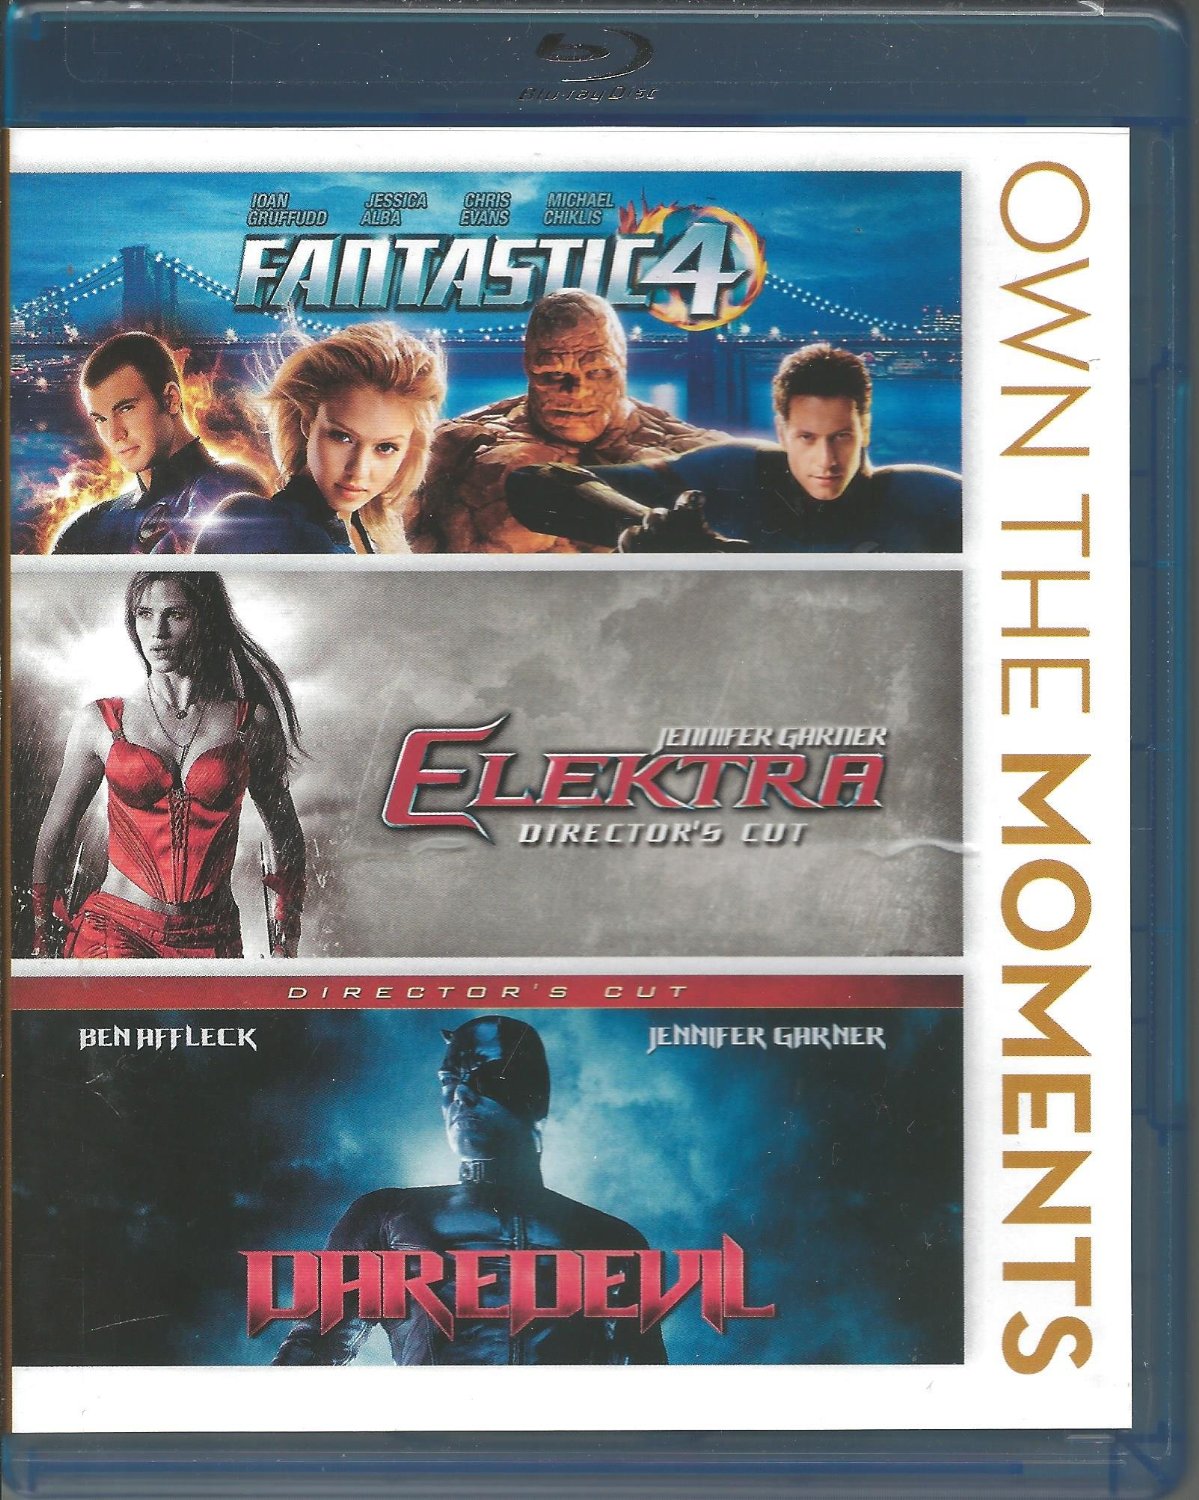 Blu-ray Disc
IOAN GRUFFUDD
JESSICA ALBA
CHRIS EVANS
MICHAEL CHIKLIS
FANTASTIC 4
JENNIFER GARNER
ELEKTRA
DIRECTOR'S CUT
DIRECTOR'S CUT
BEN AFFLECK
JENNIFER GARNER
DAREDEVIL
OWN THE MOMENTS